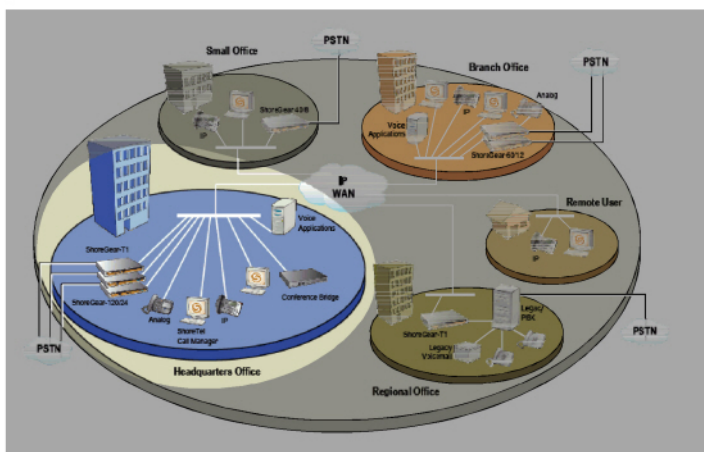 PSTN
Small Office
IP
ShoreGear-40/8
Branch Office
PSTN
Analog
Voice
Applications
IP
ShoreGear-60/12
IP
WAN
Remote User
IP
Voice
Applications
ShoreGear-T1
ShoreGear-120/24
Analog
ShoreTel
Call Manager
IP
Conference Bridge
PSTN
Headquarters Office
Legacy
PBX
ShoreGear-T1
Legacy
Voicemail
PSTN
Regional Office